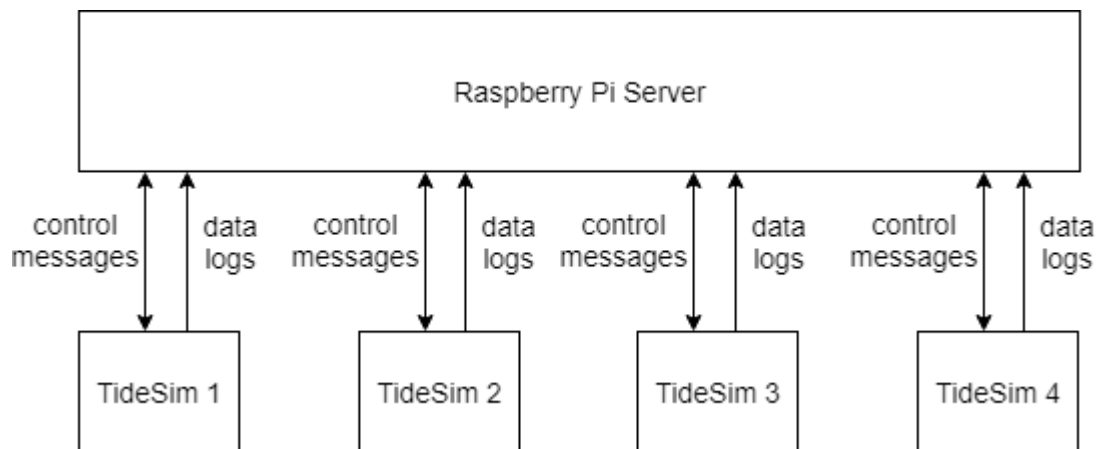 Raspberry Pi Server
control
messages
data
logs
control
messages
data
logs
control
messages
data
logs
control
messages
data
logs
TideSim 1
TideSim 2
TideSim 3
TideSim 4